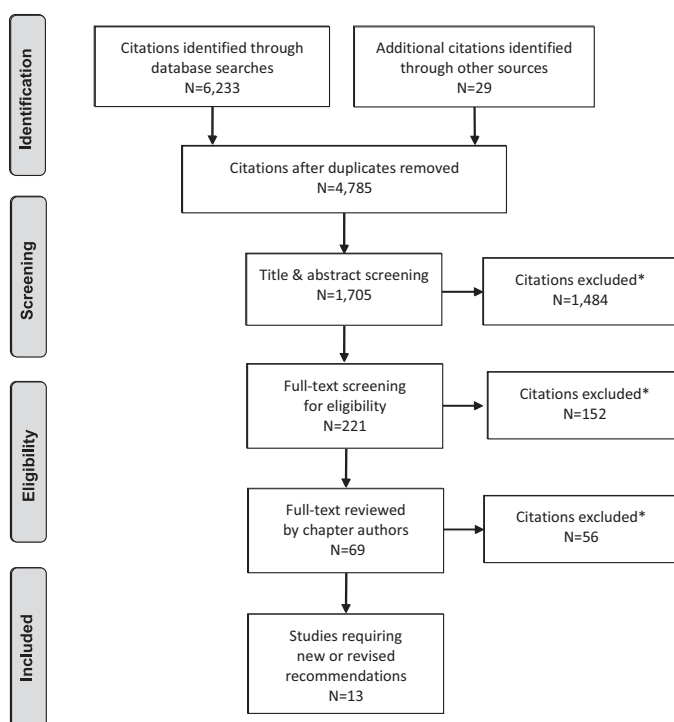 Identification
Citations identified through
database searches
N=6,233
Additional citations identified
through other sources
N=29
Citations after duplicates removed
N=4,785
Screening
Title & abstract screening
N=1,705
Citations excluded*
N=1,484
Eligibility
Full-text screening
for eligibility
N=221
Citations excluded*
N=152
Full-text reviewed
by chapter authors
N=69
Citations excluded*
N=56
Included
Studies requiring
new or revised
recommendations
N=13